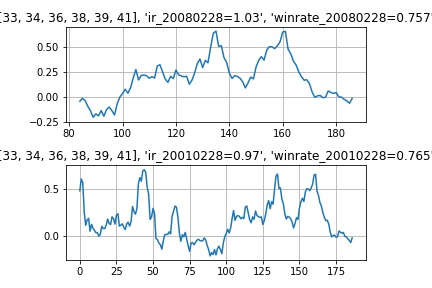 [33, 34, 36, 38, 39, 41], 'ir_20080228=1.03', 'winrate_20080228=0.757'
0.50
0.25
0.00
−0.25
80 100 120 140 160 180
[33, 34, 36, 38, 39, 41], 'ir_20010228=0.97', 'winrate_20010228=0.765'
0.5
0.0
0 25 50 75 100 125 150 175